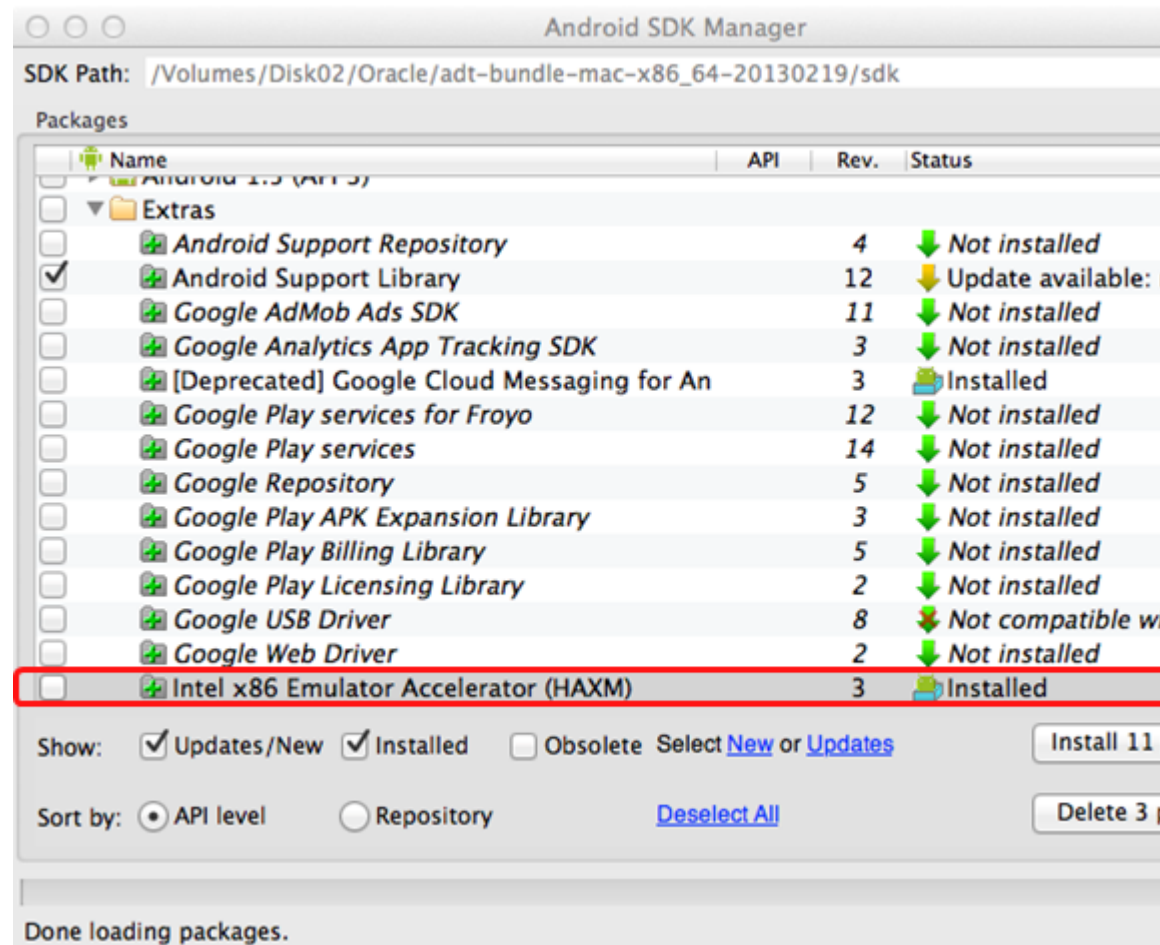 Android SDK Manager
SDK Path: /Volumes/Disk02/Oracle/adt-bundle-mac-x86_64-20130219/sdk
Packages
Name API Rev. Status
Android 1.5 (API 3)
Extras
Android Support Repository 4 Not installed
Android Support Library 12 Update available:
Google AdMob Ads SDK 11 Not installed
Google Analytics App Tracking SDK 3 Not installed
[Deprecated] Google Cloud Messaging for An 3 Installed
Google Play services for Froyo 12 Not installed
Google Play services 14 Not installed
Google Repository 5 Not installed
Google Play APK Expansion Library 3 Not installed
Google Play Billing Library 5 Not installed
Google Play Licensing Library 2 Not installed
Google USB Driver 8 Not compatible wi
Google Web Driver 2 Not installed
Intel x86 Emulator Accelerator (HAXM) 3 Installed
Show: Updates/New Installed Obsolete Select New or Updates Install 11
Sort by: API level Repository Deselect All Delete 3 p
Done loading packages.